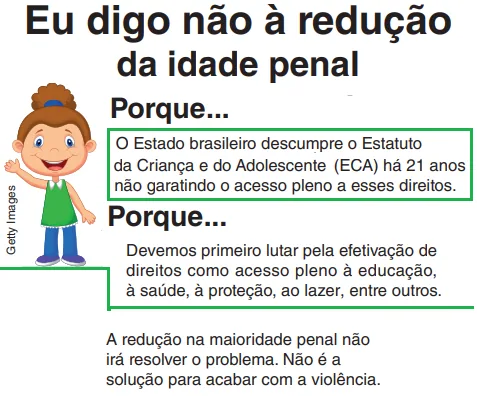 Eu digo não à redução
da idade penal
Porque...
O Estado brasileiro descumpre o Estatuto
da Criança e do Adolescente (ECA) há 21 anos
não garatindo o acesso pleno a esses direitos.
Porque...
Devemos primeiro lutar pela efetivação de
direitos como acesso pleno à educação,
à saúde, à proteção, ao lazer, entre outros.
A redução na maioridade penal não
irá resolver o problema. Não é a
solução para acabar com a violência.
Getty Images